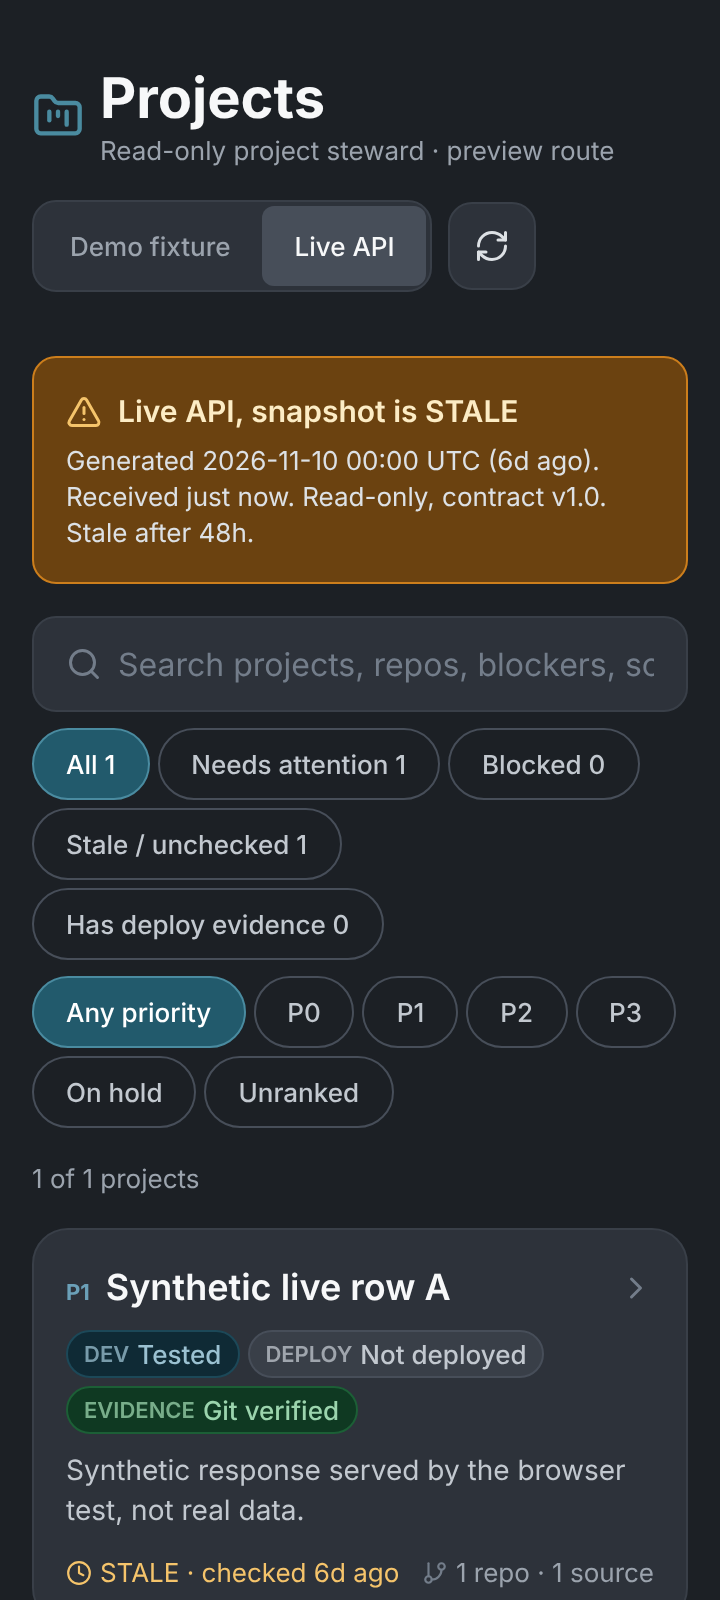 Projects
Read-only project steward · preview route
Demo fixture
Live API
Live API, snapshot is STALE
Generated 2026-11-10 00:00 UTC (6d ago).
Received just now. Read-only, contract v1.0.
Stale after 48h.
Search projects, repos, blockers, sc
All 1
Needs attention 1
Blocked 0
Stale / unchecked 1
Has deploy evidence 0
Any priority
P0
P1
P2
P3
On hold
Unranked
1 of 1 projects
P1 Synthetic live row A
DEV Tested
DEPLOY Not deployed
EVIDENCE Git verified
Synthetic response served by the browser
test, not real data.
STALE · checked 6d ago
1 repo · 1 source